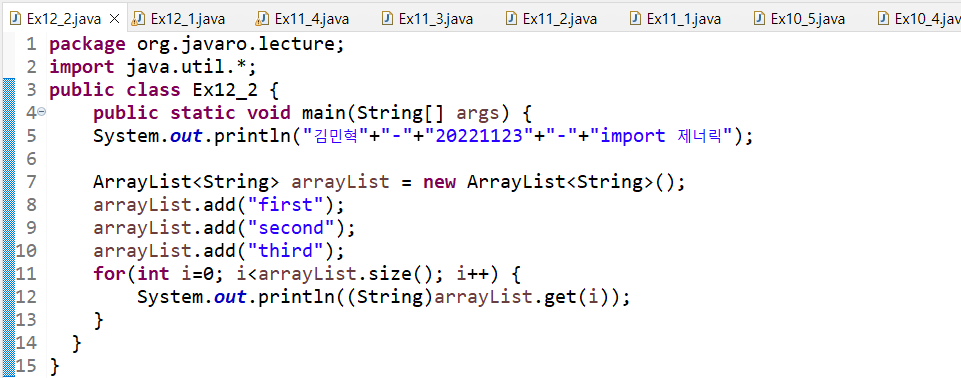 Ex12_2.java Ex12_1.java Ex11_4.java Ex11_3.java Ex11_2.java Ex11_1.java Ex10_5.java Ex10_4.jav
1 package org.javaro.lecture;
2 import java.util.*;
3 public class Ex12_2 {
4 public static void main(String[] args) {
5 System.out.println("김민혁"+"-"+"20221123"+"-"+"import 제너릭");
6
7 ArrayList<String> arrayList = new ArrayList<String>();
8 arrayList.add("first");
9 arrayList.add("second");
10 arrayList.add("third");
11 for(int i=0; i<arrayList.size(); i++) {
12 System.out.println((String)arrayList.get(i));
13 }
14 }
15 }